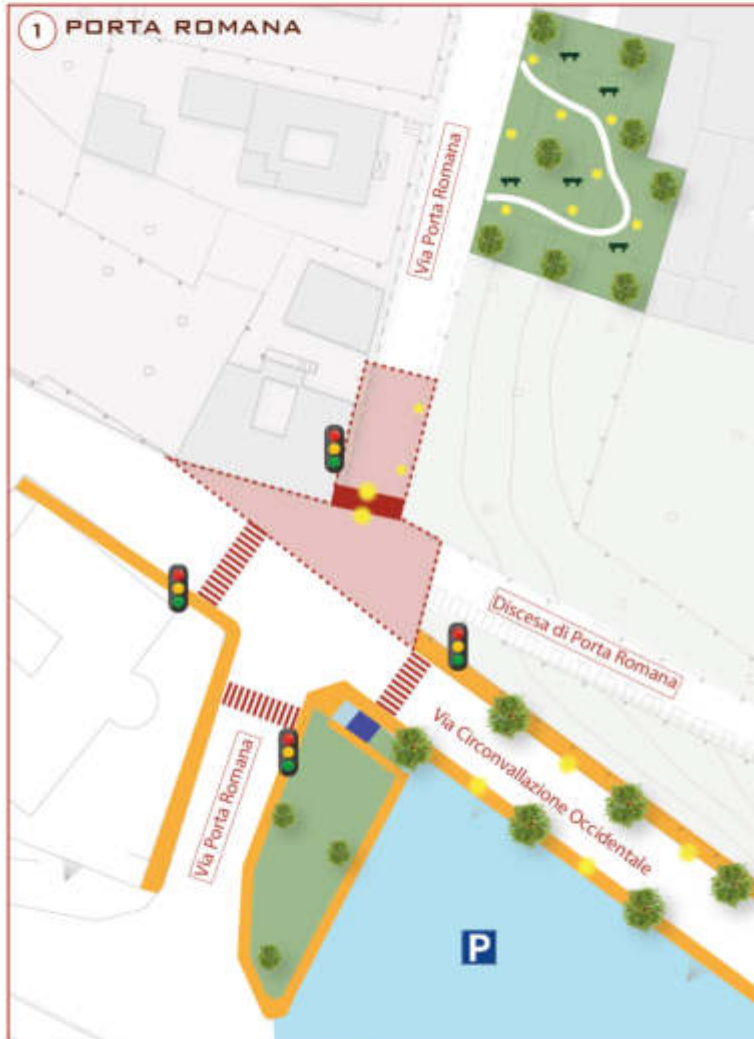 1 PORTA ROMANA
Via Porta Romana
Discesa di Porta Romana
Via Circonvallazione Occidentale
Via Porta Romana
P